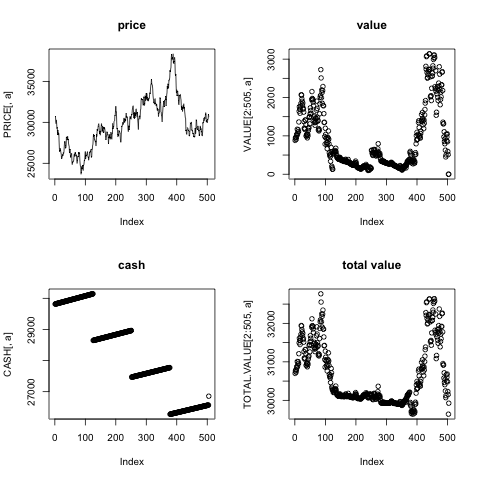 price
PRICE[, a]
25000
30000
35000
0 100 200 300 400 500
Index
value
VALUE[2:505, a]
0
1000
2000
3000
0 100 200 300 400 500
Index
cash
CASH[, a]
27000
29000
0 100 200 300 400 500
Index
total value
TOTAL.VALUE[2:505, a]
30000
31000
32000
0 100 200 300 400 500
Index